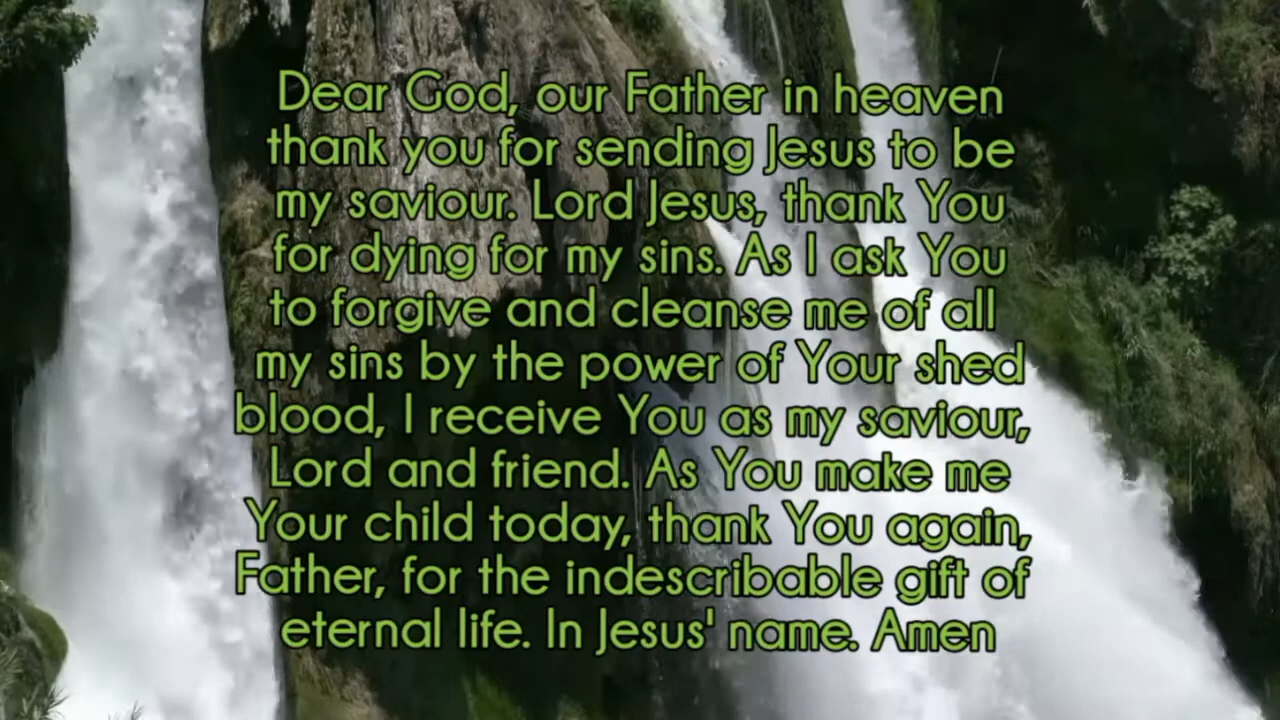 Dear God, our Father in heaven
thank you for sending Jesus to be
my saviour. Lord Jesus, thank You
for dying for my sins. As I ask You
to forgive and cleanse me of all
my sins by the power of Your shed
blood, I receive You as my saviour,
Lord and friend. As You make me
Your child today, thank You again,
Father, for the indescribable gift of
eternal life. In Jesus' name. Amen